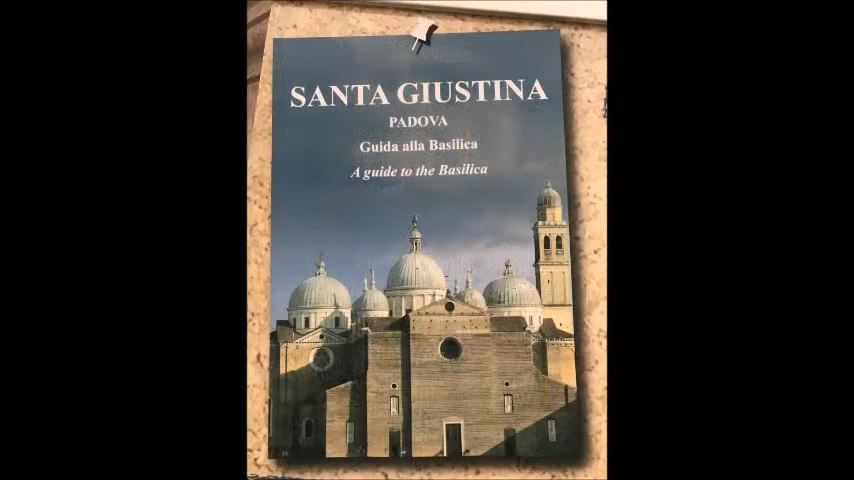 SANTA GIUSTINA
PADOVA
Guida alla Basilica
A guide to the Basilica